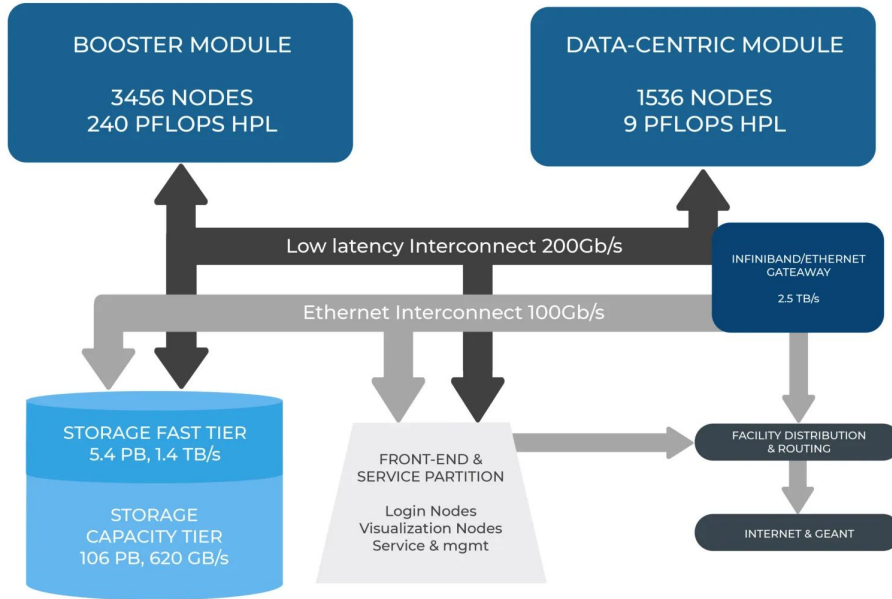 BOOSTER MODULE
3456 NODES
240 PFLOPS HPL
DATA-CENTRIC MODULE
1536 NODES
9 PFLOPS HPL
Low latency Interconnect 200Gb/s
INFINIBAND/ETHERNET
GATEAWAY
2.5 TB/s
Ethernet Interconnect 100Gb/s
STORAGE FAST TIER
5.4 PB, 1.4 TB/s
STORAGE
CAPACITY TIER
106 PB, 620 GB/s
FRONT-END &
SERVICE PARTITION
Login Nodes
Visualization Nodes
Service & mgmt
FACILITY DISTRIBUTION
& ROUTING
INTERNET & GEANT